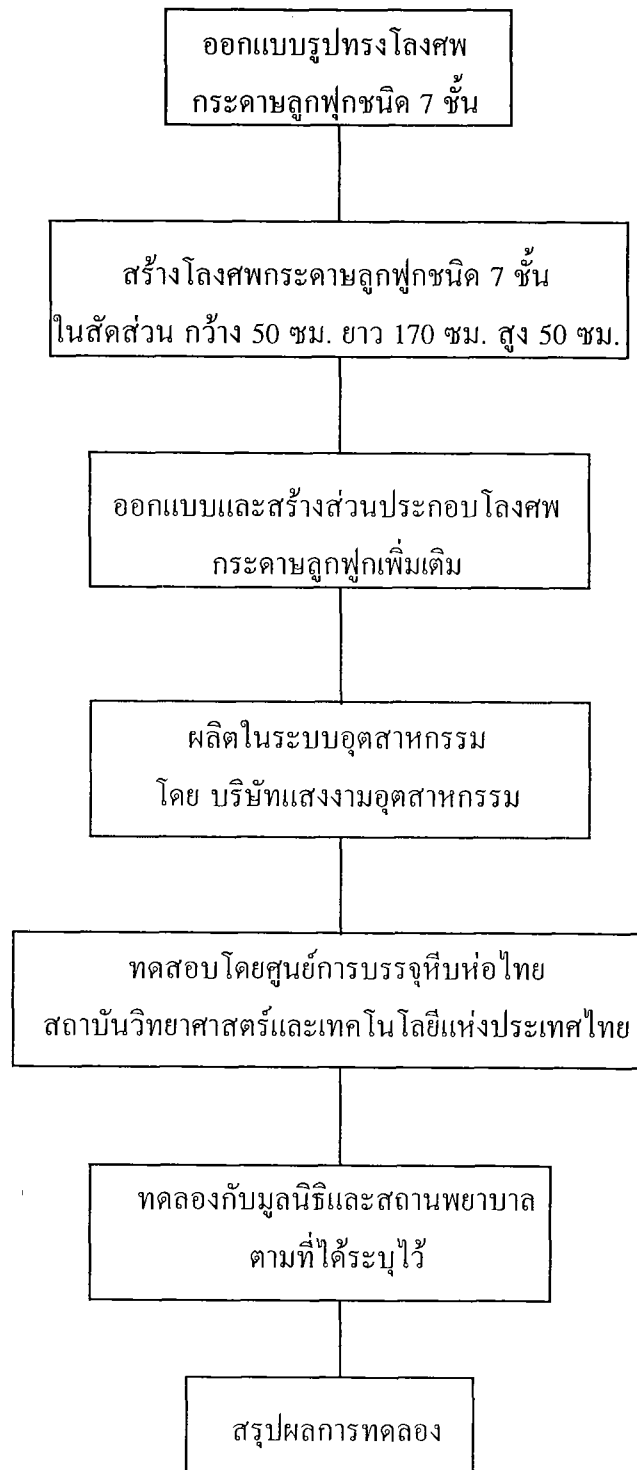 ออกแบบรูปทรงโลงศพ
กระดาษลูกฟูกชนิด 7 ชั้น
สร้างโลงศพกระดาษลูกฟูกชนิด 7 ชั้น
ในสัดส่วน กว้าง 50 ซม. ยาว 170 ซม. สูง 50 ซม.
ออกแบบและสร้างส่วนประกอบโลงศพ
กระดาษลูกฟูกเพิ่มเติม
ผลิตในระบบอุตสาหกรรม
โดย บริษัทแสงงามอุตสาหกรรม
ทดสอบโดยศูนย์การบรรจุหีบห่อไทย
สถาบันวิทยาศาสตร์และเทคโนโลยีแห่งประเทศไทย
ทดลองกับมูลนิธิและสถานพยาบาล
ตามที่ได้ระบุไว้
สรุปผลการทดลอง